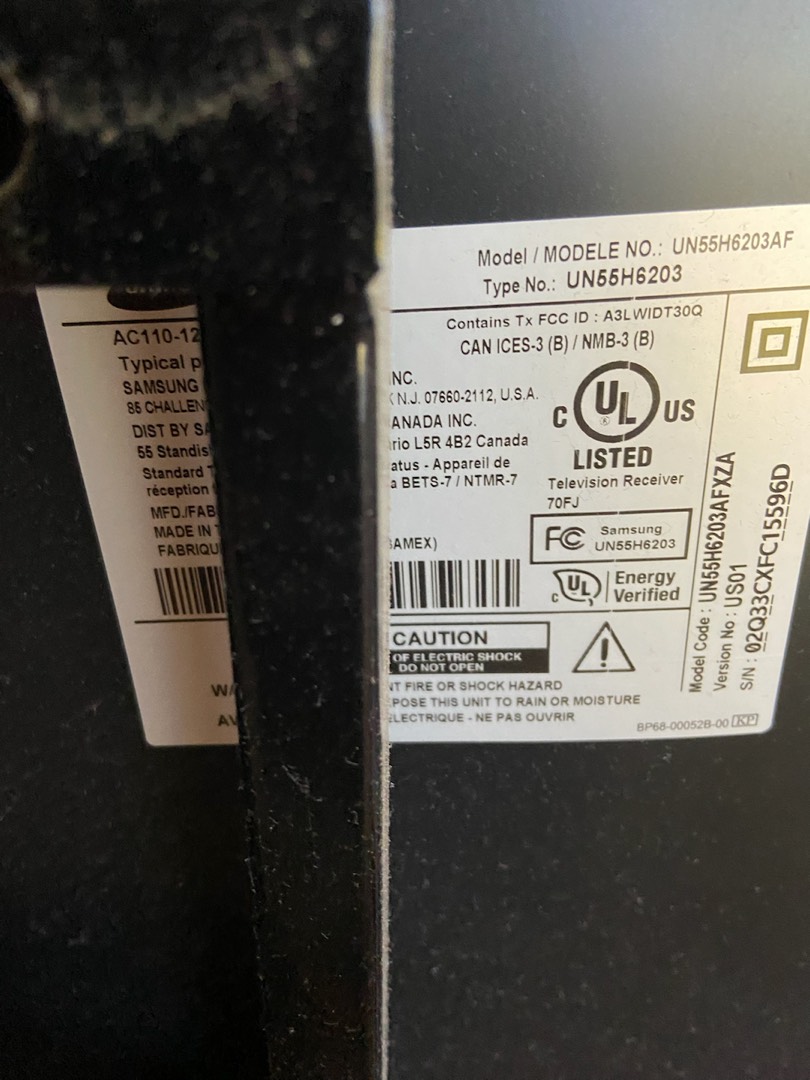 Model / MODELE NO.: UN55H6203AF
Type No.: UN55H6203
AC110-12
Contains Tx FCC ID : A3LWIDT30Q
CAN ICES-3 (B) / NMB-3 (B)
Typical p
SAMSUNG
INC.
85 CHALLEN
N.J. 07660-2112, U.S.A.
DIST BY SA
ANADA INC.
55 Standis
rio L5R 4B2 Canada
Standard T
atus - Appareil de
réception
a BETS-7 / NTMR-7
MFD./FAB
MADE IN T
FABRIQU
AMEX)
C UL US
LISTED
Television Receiver
70FJ
FC Samsung
UN55H6203
C UL Energy
Verified
CAUTION
OF ELECTRIC SHOCK
DO NOT OPEN
WA
NT FIRE OR SHOCK HAZARD
POSE THIS UNIT TO RAIN OR MOISTURE
AV
ELECTRIQUE - NE PAS OUVRIR
BP68-00052B-00 KP
Model Code : UN55H6203AFXZA
Version No : US01
S/N : 02Q33CXFC15596D